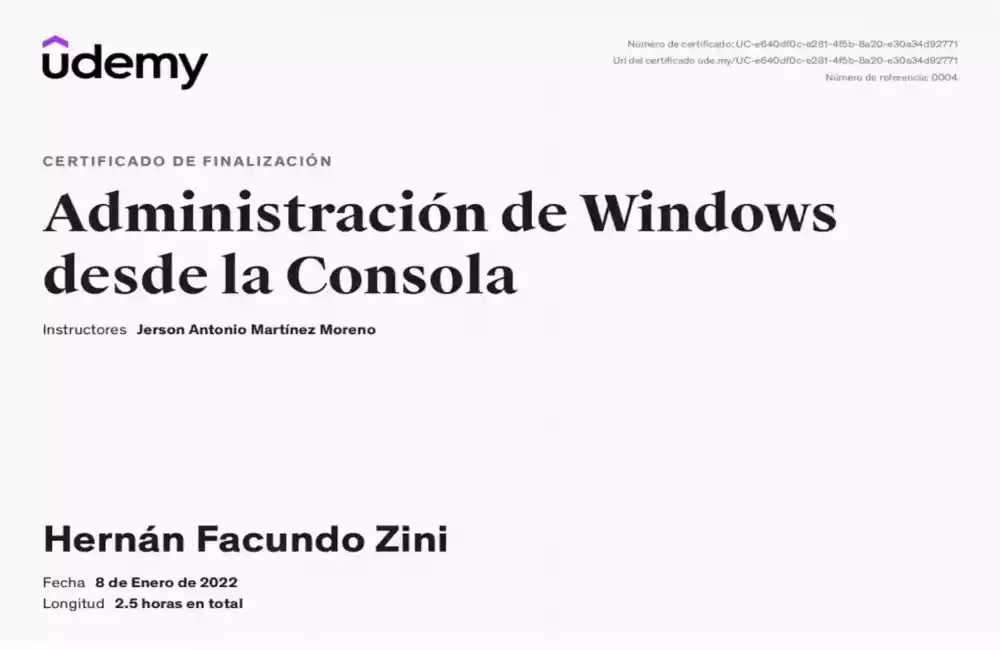 udemy
Número de certificado: UC-e640df0c-e281-4f5b-8a20-e30a34d92771
Url del certificado ude.my/UC-e640df0c-e281-4f5b-8a20-e30a34d92771
Número de referencia: 0004
CERTIFICADO DE FINALIZACIÓN
Administración de Windows
desde la Consola
Instructores Jerson Antonio Martínez Moreno
Hernán Facundo Zini
Fecha 8 de Enero de 2022
Longitud 2.5 horas en total